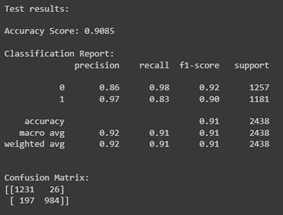 Test results:
Accuracy Score: 0.9085
Classification Report:
precision recall f1-score support
0 0.86 0.98 0.92 1257
1 0.97 0.83 0.90 1181
accuracy 0.91 2438
macro avg 0.92 0.91 0.91 2438
weighted avg 0.92 0.91 0.91 2438
Confusion Matrix:
[[1231 26]
[ 197 984]]